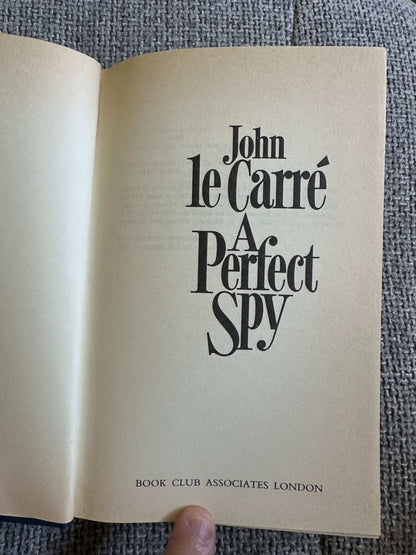 John
le Carré
A
Perfect
Spy
BOOK CLUB ASSOCIATES LONDON